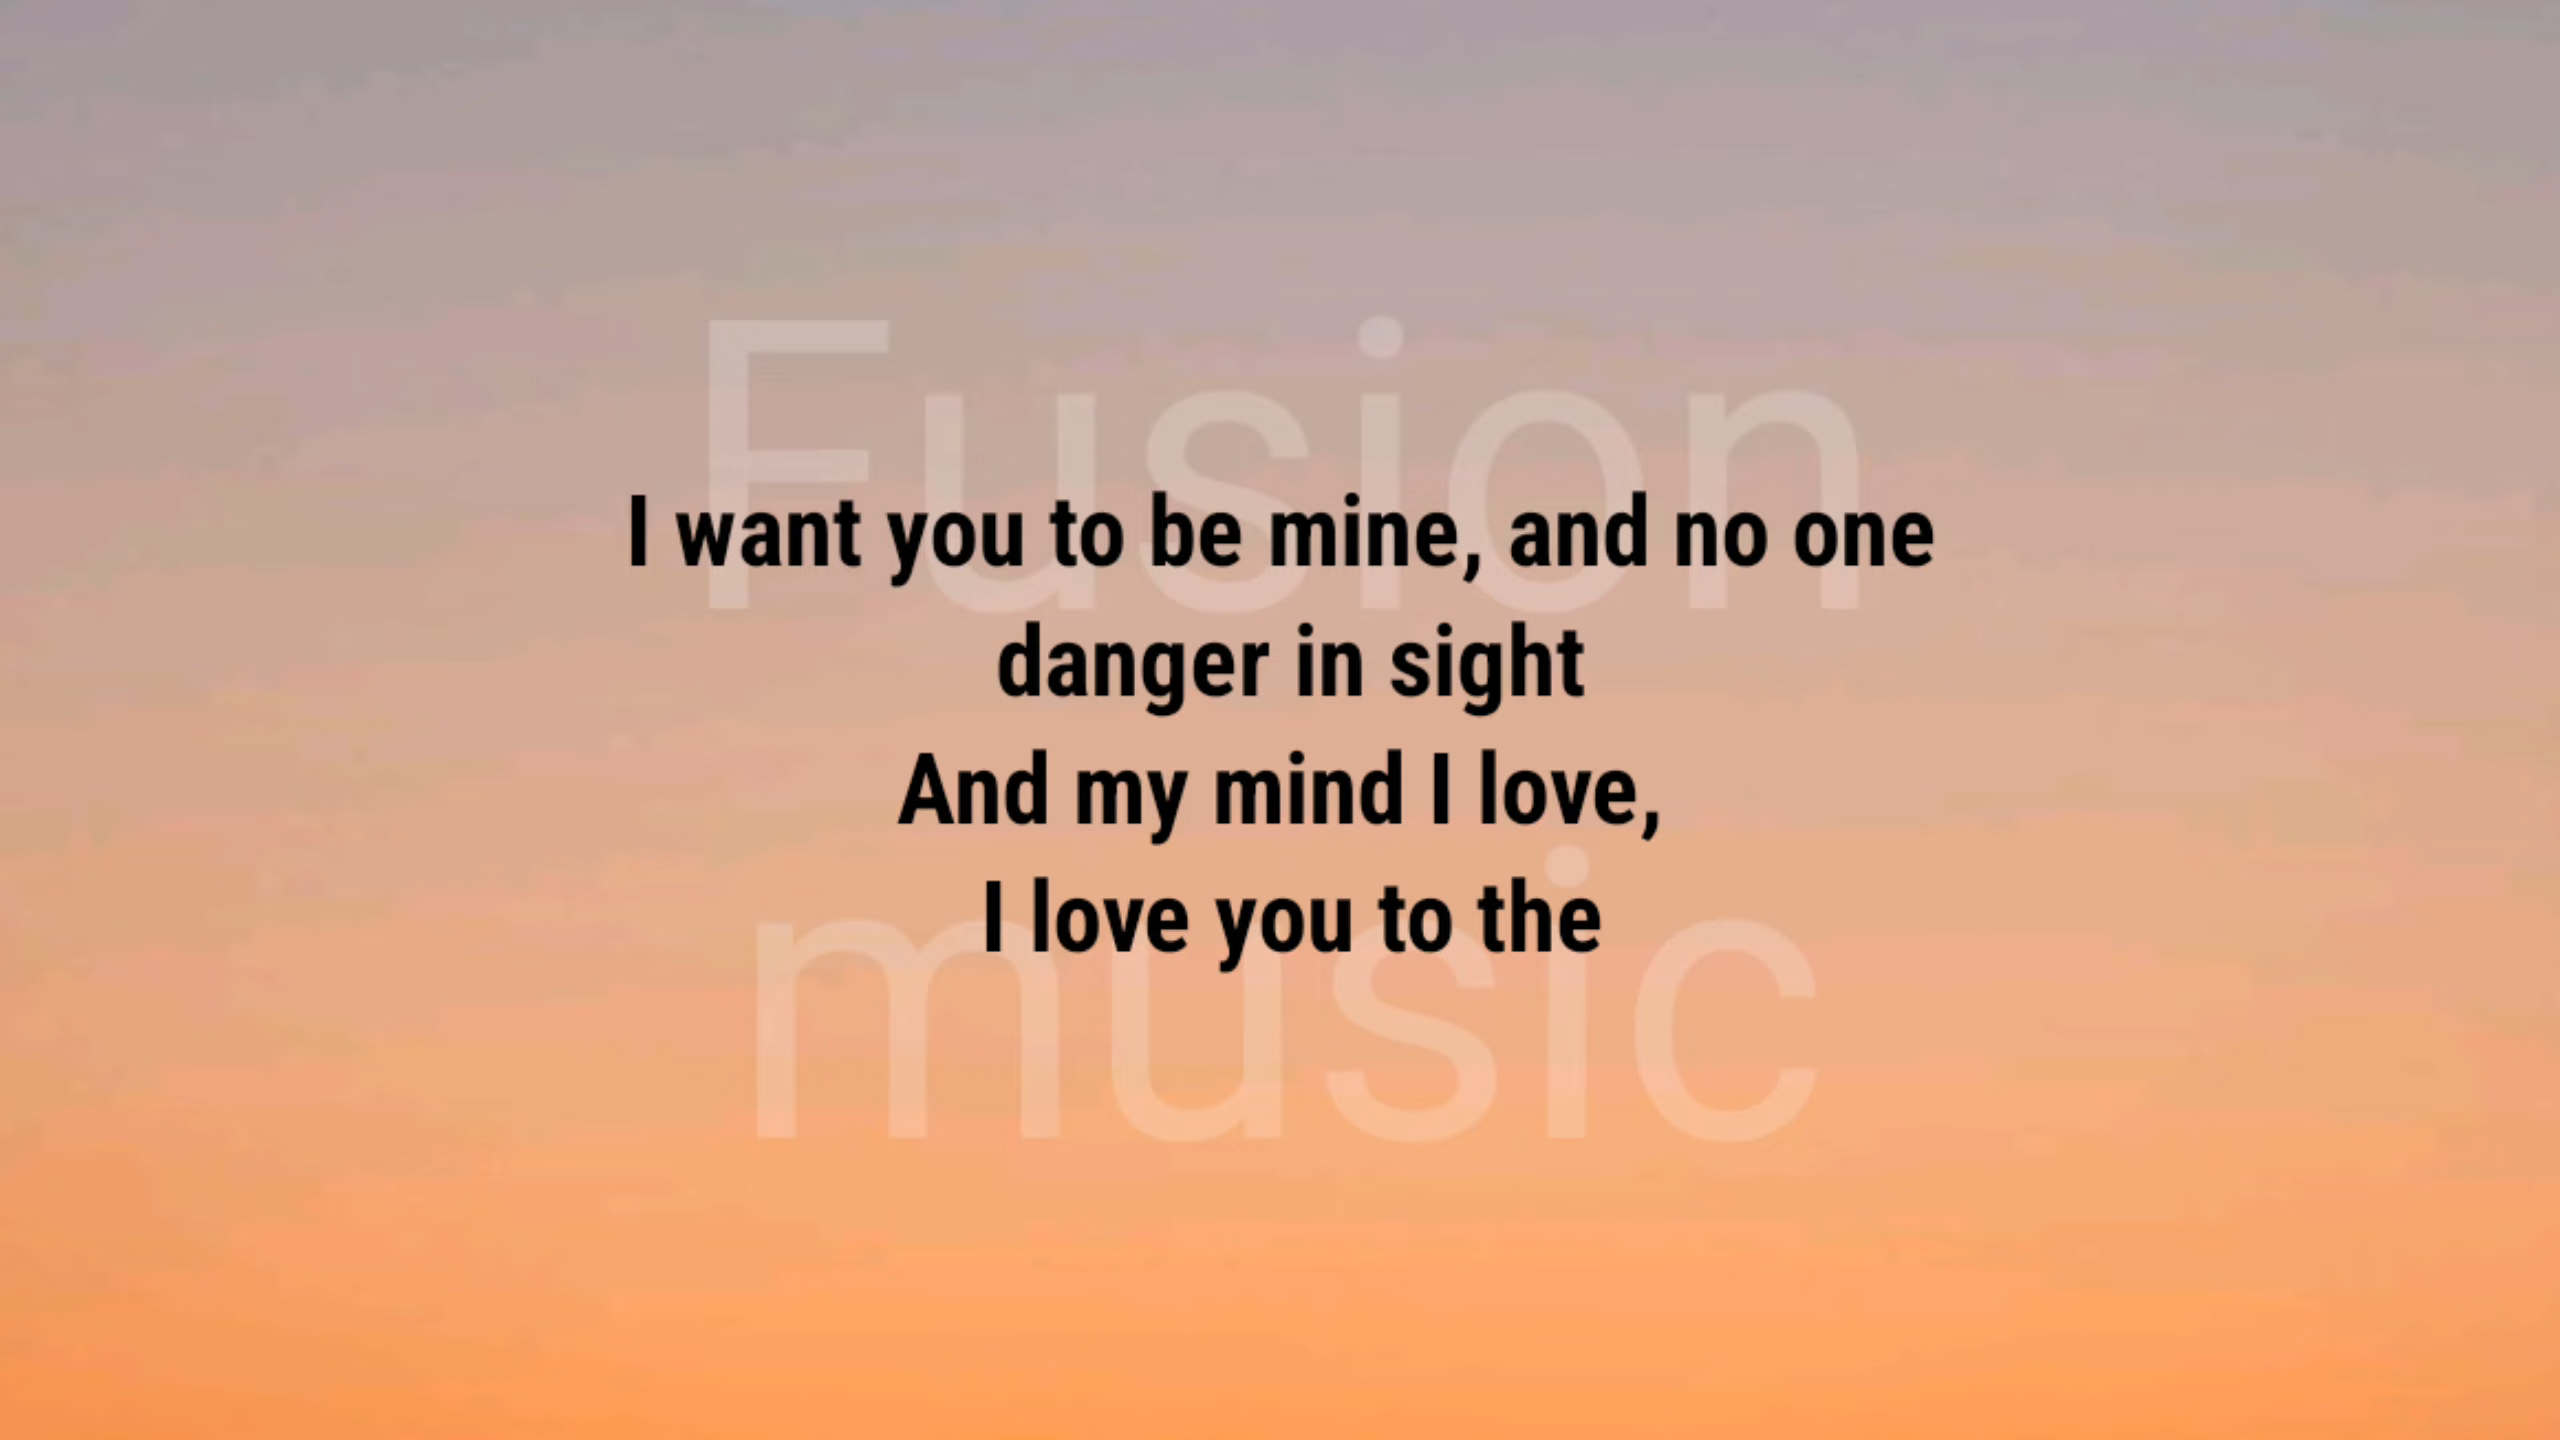 Fusion
I want you to be mine, and no one
danger in sight
And my mind I love,
I love you to the
music